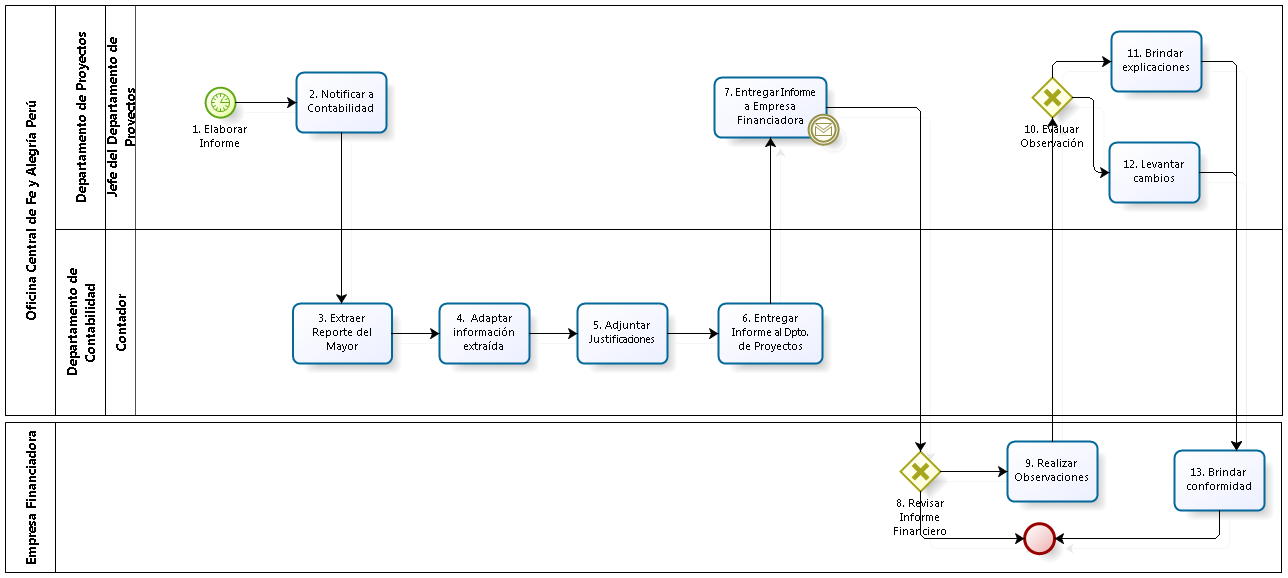 Oficina Central de Fe y Alegría Perú
Departamento de Proyectos
Jefe del Departamento de
Proyectos
1. Elaborar
Informe
2. Notificar a
Contabilidad
7. Entregar Informe
a Empresa
Financiadora
10. Evaluar
Observación
11. Brindar
explicaciones
12. Levantar
cambios
Departamento de
Contabilidad
Contador
3. Extraer
Reporte del
Mayor
4. Adaptar
información
extraída
5. Adjuntar
Justificaciones
6. Entregar
Informe al Dpto.
de Proyectos
Empresa Financiadora
8. Revisar
Informe
Financiero
9. Realizar
Observaciones
13. Brindar
conformidad